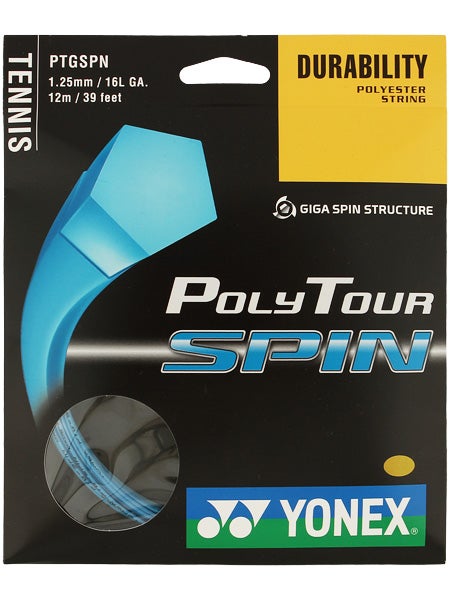 TENNIS
PTGSPN
1.25mm / 16L GA.
12m / 39 feet
DURABILITY
POLYESTER
STRING
GIGA SPIN STRUCTURE
POLYTOUR
SPIN
YONEX®